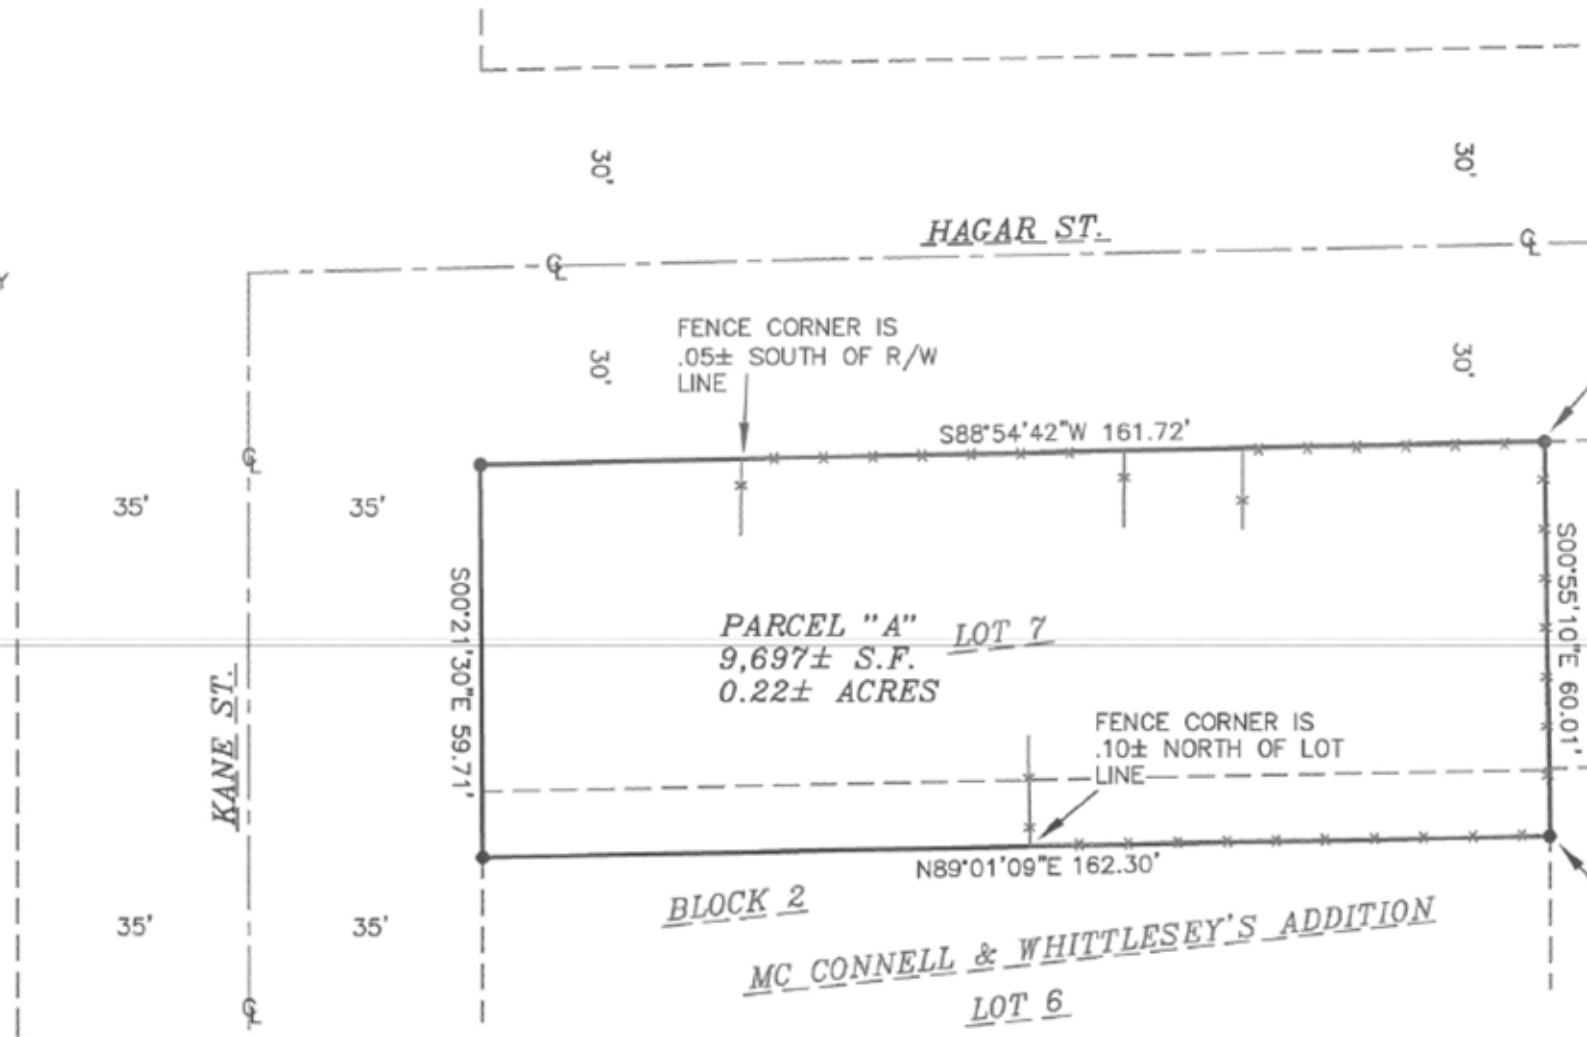 30'
30'
HAGAR ST.
℄
℄
Y
FENCE CORNER IS
.05± SOUTH OF R/W
LINE
30'
30'
S88°54'42"W 161.72'
℄
35'
35'
S00°21'30"E 59.71'
S00°55'10"E 60.01'
PARCEL "A"
9,697± S.F.
0.22± ACRES
LOT 7
KANE ST.
FENCE CORNER IS
.10± NORTH OF LOT
LINE
N89°01'09"E 162.30'
BLOCK 2
35'
35'
MC CONNELL & WHITTLESEY'S ADDITION
LOT 6
℄